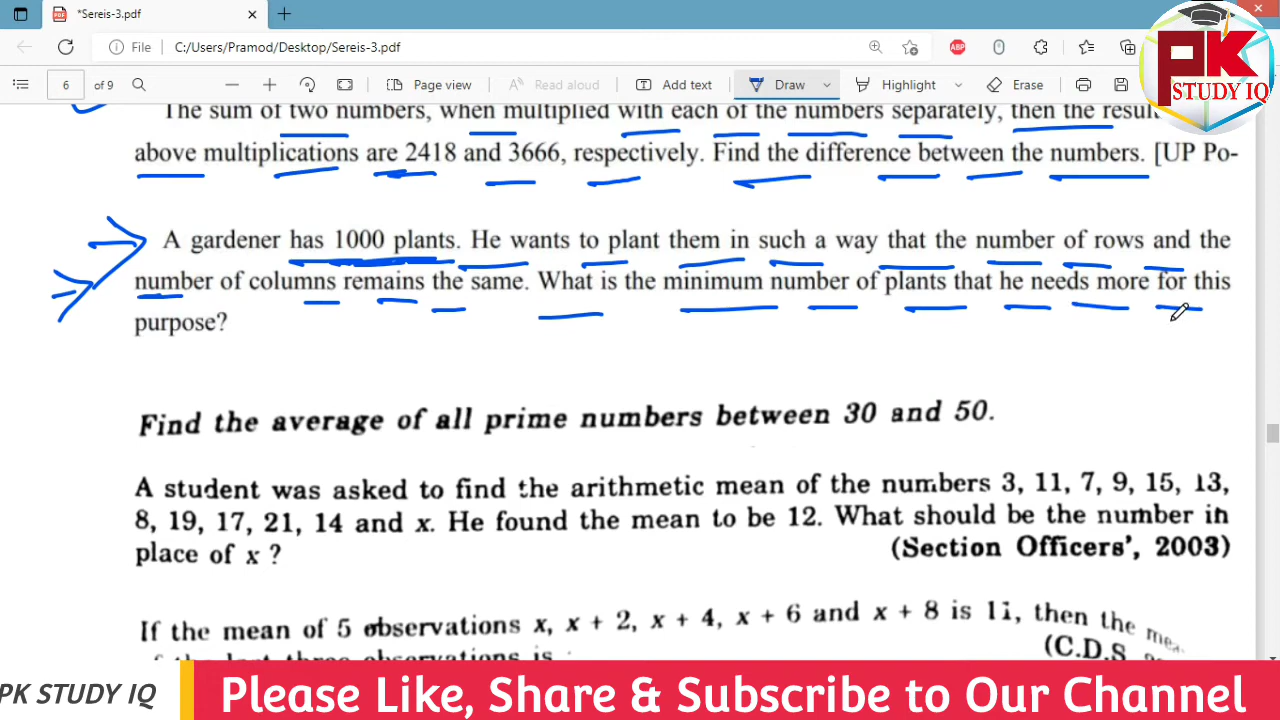 *Sereis-3.pdf
File C:/Users/Pramod/Desktop/Sereis-3.pdf
6 of 9 Page view Read aloud Add text Draw Highlight Erase
PK
STUDY IQ
The sum of two numbers, when multiplied with each of the numbers separately, then the result
above multiplications are 2418 and 3666, respectively. Find the difference between the numbers. [UP Po-
A gardener has 1000 plants. He wants to plant them in such a way that the number of rows and the
number of columns remains the same. What is the minimum number of plants that he needs more for this
purpose?
Find the average of all prime numbers between 30 and 50.
A student was asked to find the arithmetic mean of the numbers 3, 11, 7, 9, 15, 13,
8, 19, 17, 21, 14 and x. He found the mean to be 12. What should be the number in
place of x ?
(Section Officers', 2003)
If the mean of 5 observations x, x + 2, x + 4, x + 6 and x + 8 is 11, then the
(C.D.S.
PK STUDY IQ
Please Like, Share & Subscribe to Our Channel